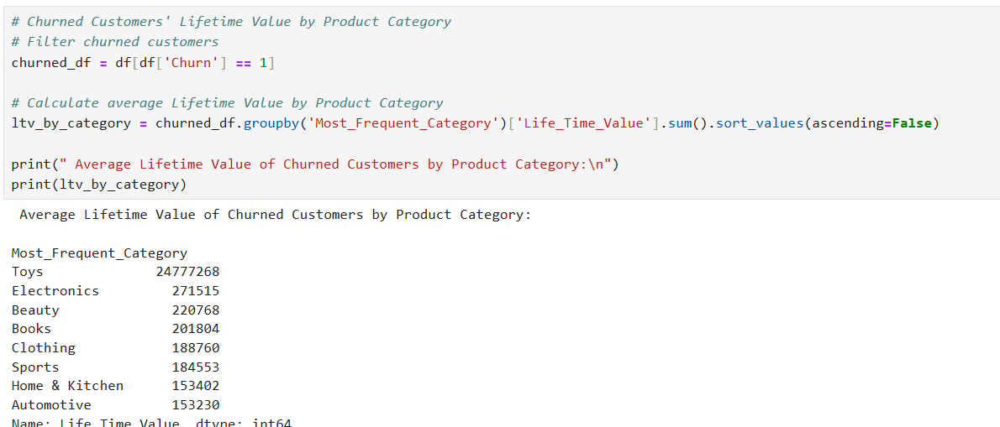 # Churned Customers' Lifetime Value by Product Category
# Filter churned customers
churned_df = df[df['Churn'] == 1]
# Calculate average Lifetime Value by Product Category
ltv_by_category = churned_df.groupby('Most_Frequent_Category')['Life_Time_Value'].sum().sort_values(ascending=False)
print(" Average Lifetime Value of Churned Customers by Product Category:\n")
print(ltv_by_category)
Average Lifetime Value of Churned Customers by Product Category:
Most_Frequent_Category
Toys 24777268
Electronics 271515
Beauty 220768
Books 201804
Clothing 188760
Sports 184553
Home & Kitchen 153402
Automotive 153230
Name: Life_Time_Value, dtype: int64